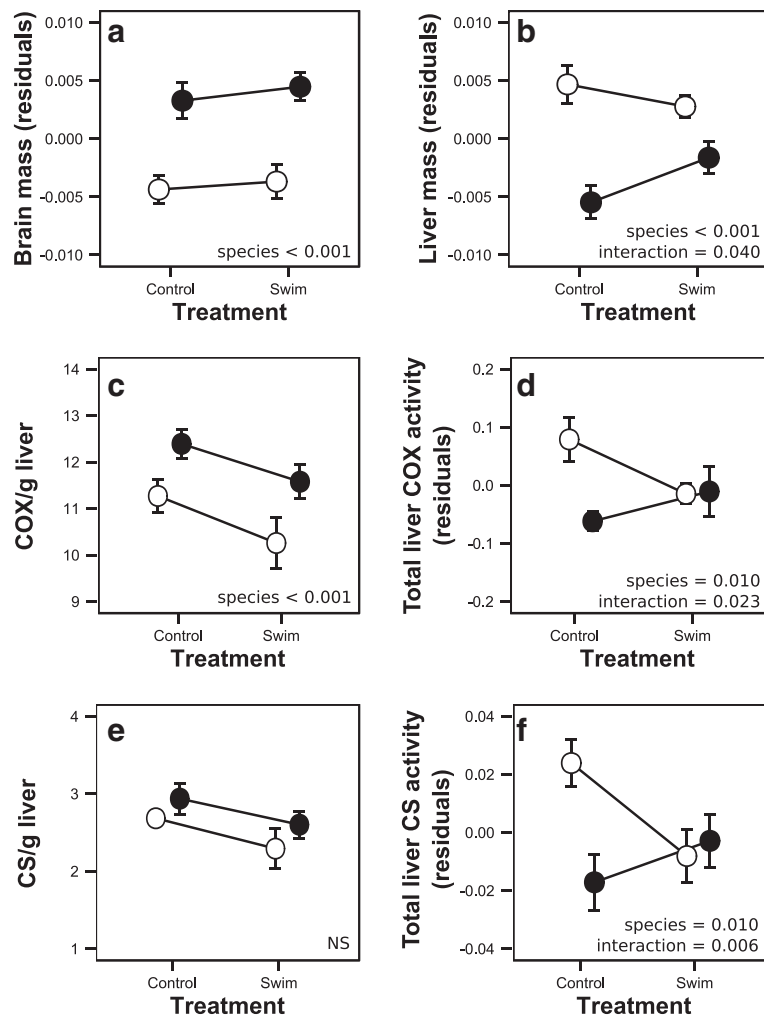 a
Brain mass (residuals)
0.010
0.005
0.000
-0.005
-0.010
species < 0.001
Control
Swim
Treatment
b
Liver mass (residuals)
0.010
0.005
0.000
-0.005
-0.010
species < 0.001
interaction = 0.040
Control
Swim
Treatment
c
COX/g liver
14
13
12
11
10
9
species < 0.001
Control
Swim
Treatment
d
Total liver COX activity
(residuals)
0.2
0.1
0.0
-0.1
-0.2
species = 0.010
interaction = 0.023
Control
Swim
Treatment
e
CS/g liver
4
3
2
1
NS
Control
Swim
Treatment
f
Total liver CS activity
(residuals)
0.04
0.02
0.00
-0.02
-0.04
species = 0.010
interaction = 0.006
Control
Swim
Treatment